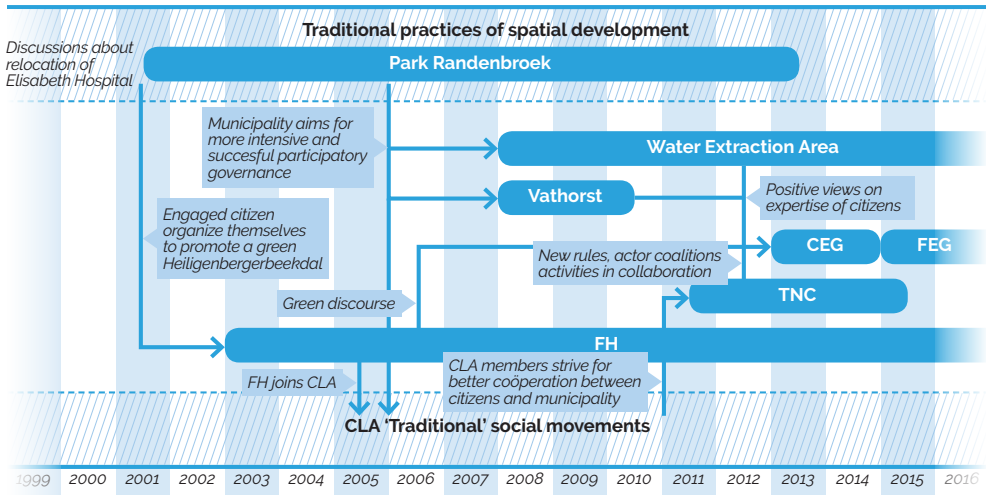 Traditional practices of spatial development
Discussions about
relocation of
Elisabeth Hospital
Park Randenbroek
Municipality aims for
more intensive and
succesful participatory
governance
Water Extraction Area
Vathorst
Positive views on
expertise of citizens
Engaged citizen
organize themselves
to promote a green
Heiligenbergerbeekdal
New rules, actor coalitions
activities in collaboration
CEG
FEG
Green discourse
TNC
FH
FH joins CLA
CLA members strive for
better coöperation between
citizens and municipality
CLA ‘Traditional’ social movements
1999 2000 2001 2002 2003 2004 2005 2006 2007 2008 2009 2010 2011 2012 2013 2014 2015 2016